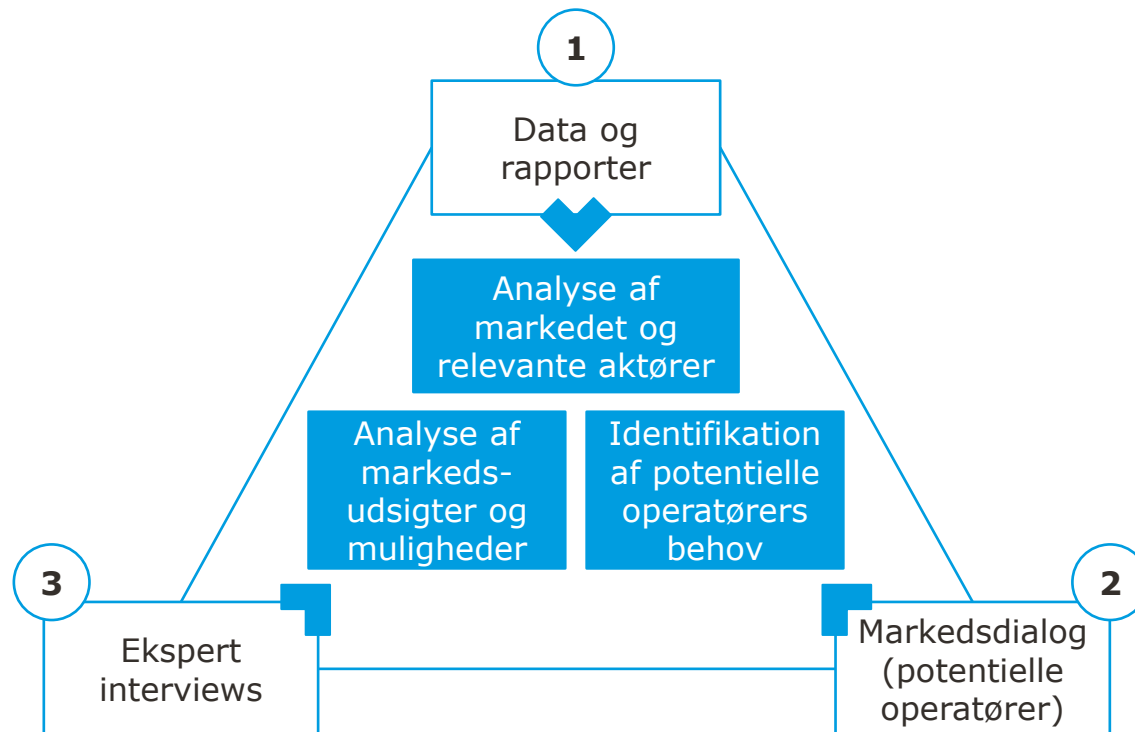 1
Data og
rapporter
Analyse af
markedet og
relevante aktører
Analyse af
markeds-
udsigter og
muligheder
Identifikation
af potentielle
operatørers
behov
3
Ekspert
interviews
2
Markedsdialog
(potentielle
operatører)